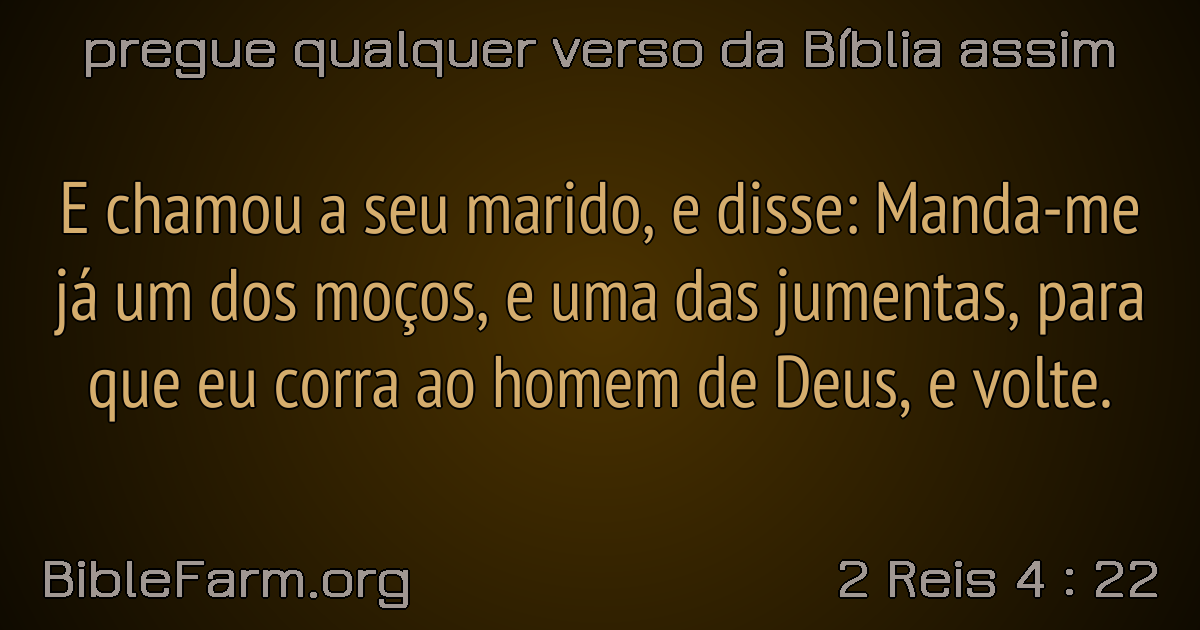 pregue qualquer verso da Bíblia assim
E chamou a seu marido, e disse: Manda-me
já um dos moços, e uma das jumentas, para
que eu corra ao homem de Deus, e volte.
BibleFarm.org
2 Reis 4 : 22